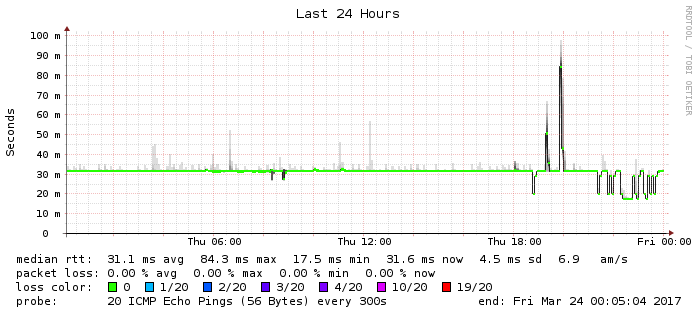 Last 24 Hours
RRDTOOL / TOBI OETIKER
Seconds
100 m
90 m
80 m
70 m
60 m
50 m
40 m
30 m
20 m
10 m
0
Thu 06:00 Thu 12:00 Thu 18:00 Fri 00:00
median rtt: 31.1 ms avg 84.3 ms max 17.5 ms min 31.6 ms now 4.5 ms sd 6.9 am/s
packet loss: 0.00 % avg 0.00 % max 0.00 % min 0.00 % now
loss color: 0 1/20 2/20 3/20 4/20 10/20 19/20
probe: 20 ICMP Echo Pings (56 Bytes) every 300s end: Fri Mar 24 00:05:04 2017